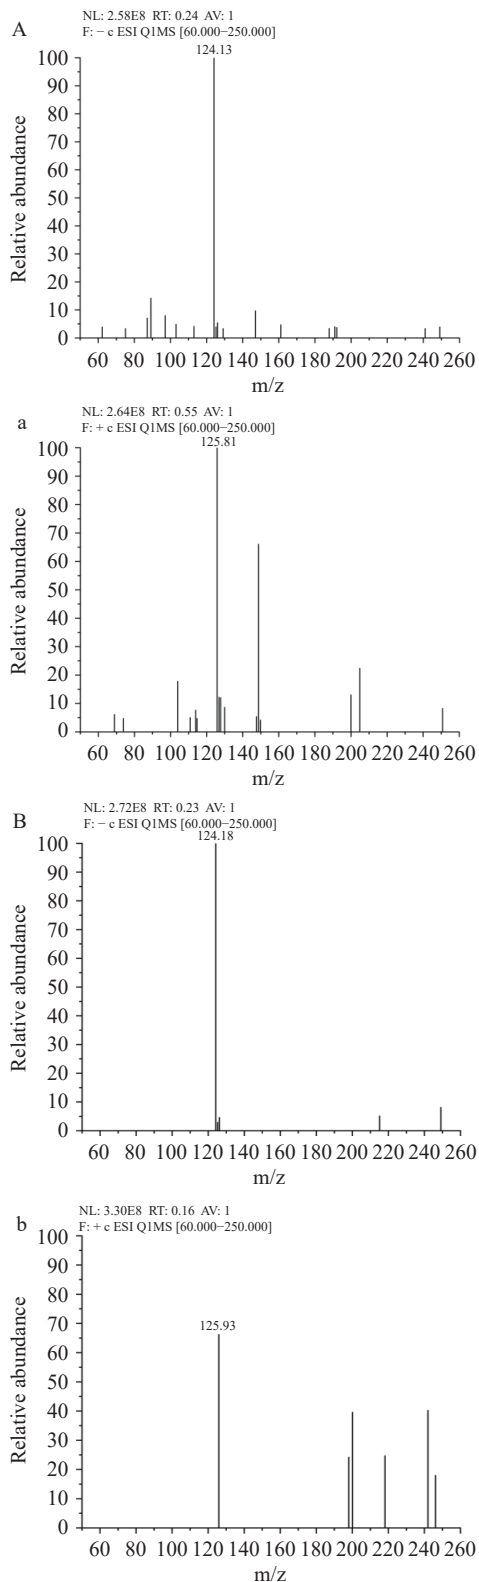 A
NL: 2.58E8 RT: 0.24 AV: 1
F: − c ESI Q1MS [60.000−250.000]
124.13
100
90
80
70
60
50
40
30
20
10
0
Relative abundance
60 80 100 120 140 160 180 200 220 240 260
m/z
a
NL: 2.64E8 RT: 0.55 AV: 1
F: + c ESI Q1MS [60.000−250.000]
125.81
100
90
80
70
60
50
40
30
20
10
0
Relative abundance
60 80 100 120 140 160 180 200 220 240 260
m/z
B
NL: 2.72E8 RT: 0.23 AV: 1
F: − c ESI Q1MS [60.000−250.000]
124.18
100
90
80
70
60
50
40
30
20
10
0
Relative abundance
60 80 100 120 140 160 180 200 220 240 260
m/z
b
NL: 3.30E8 RT: 0.16 AV: 1
F: + c ESI Q1MS [60.000−250.000]
100
90
80
70
60
50
40
30
20
10
0
125.93
Relative abundance
60 80 100 120 140 160 180 200 220 240 260
m/z